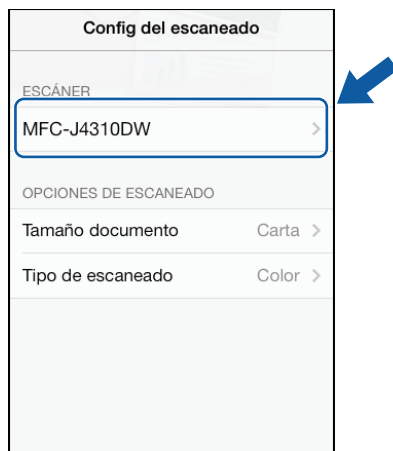 Config del escaneado
ESCÁNER
MFC-J4310DW
OPCIONES DE ESCANEADO
Tamaño documento Carta
Tipo de escaneado Color